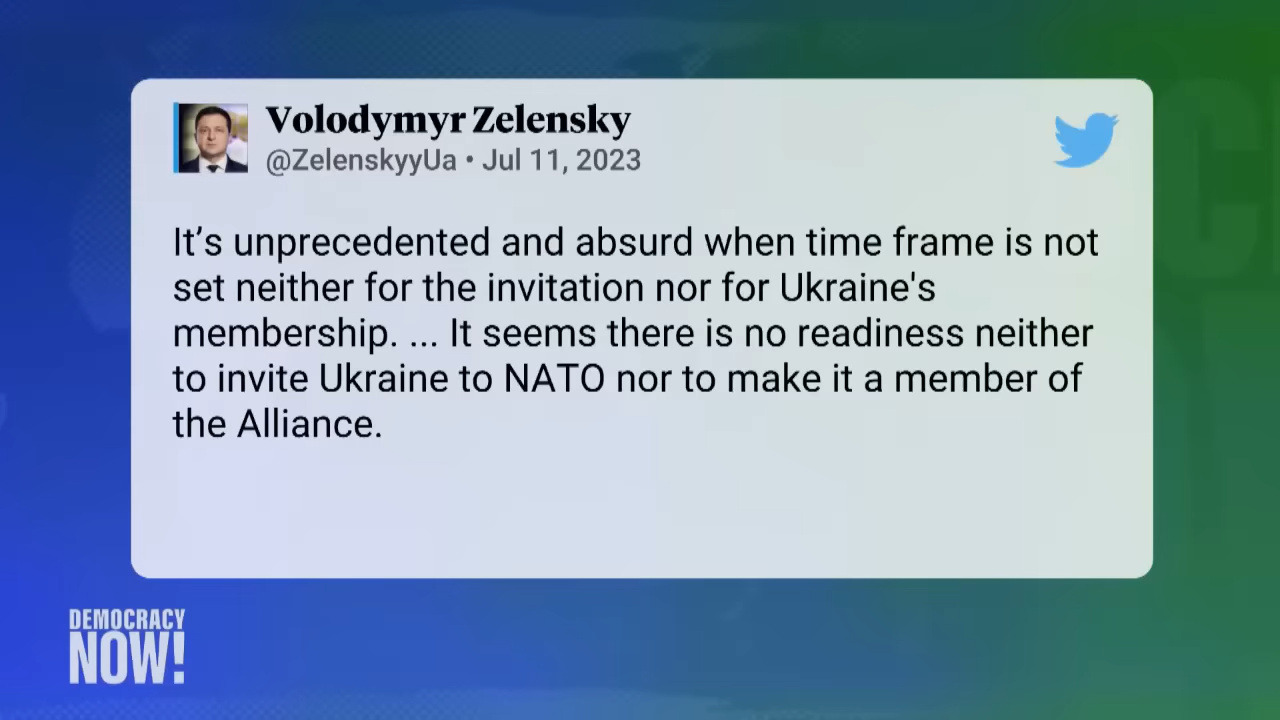 Volodymyr Zelensky
@ZelenskyyUa • Jul 11, 2023
It’s unprecedented and absurd when time frame is not
set neither for the invitation nor for Ukraine's
membership. ... It seems there is no readiness neither
to invite Ukraine to NATO nor to make it a member of
the Alliance.
DEMOCRACY
NOW!